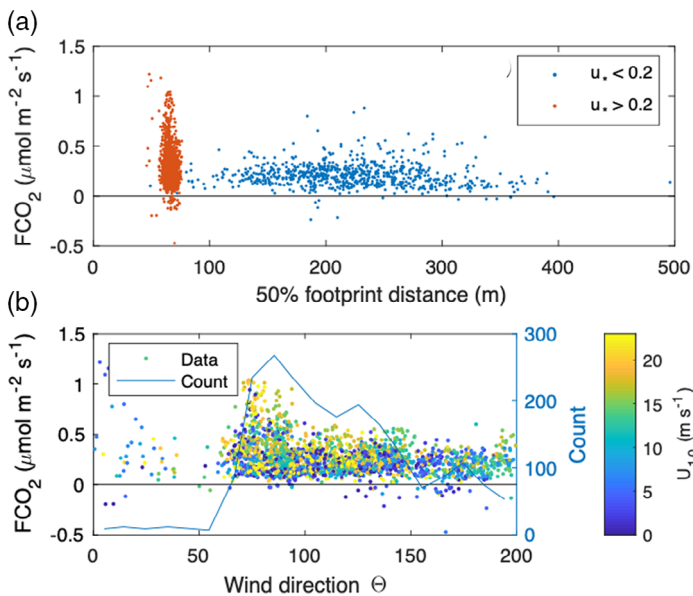 (a)
1.5
1
0.5
0
-0.5
FCO₂ (μmol m⁻² s⁻¹)
u* < 0.2
u* > 0.2
0 100 200 300 400 500
50% footprint distance (m)
(b)
1.5
1
0.5
0
-0.5
FCO₂ (μmol m⁻² s⁻¹)
Data
Count
300
200
100
0
Count
20
15
10
5
0
(m s⁻¹)
0 50 100 150 200
Wind direction Θ